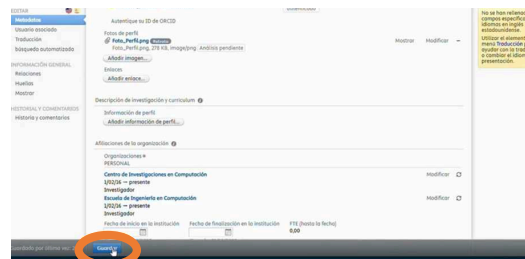 EDITAR
Metadatos
Usuario asociado
Traducción
búsqueda automatizada
INFORMACIÓN GENERAL
Relaciones
Huellas
Mostrar
HISTORIAL Y COMENTARIOS
Historia y comentarios
Autentique su ID de ORCID
Fotos de perfil
Foto_Perfil.png
Foto_Perfil.png, 278 KB, image/png Análisis pendiente
Mostrar Modificar –
Añadir imagen...
Enlaces
Añadir enlace...
Descripción de investigación y curriculum
Información de perfil
Añadir información de perfil...
Afiliaciones de la organización
Organizaciones *
PERSONAL
Centro de Investigaciones en Computación
1/02/16 — presente
Investigador
Modificar
Escuela de Ingeniería en Computación
1/02/16 — presente
Investigador
Modificar
Fecha de inicio en la institución Fecha de finalización en la institución FTE (hasta la fecha)
0,00
Guardar
No se han rellenado
campos específicos
idiomas en inglés
estadounidense.
Utilizar el elemento
menú Traducción
ayudar con la
o cambiar el idioma
presentación.